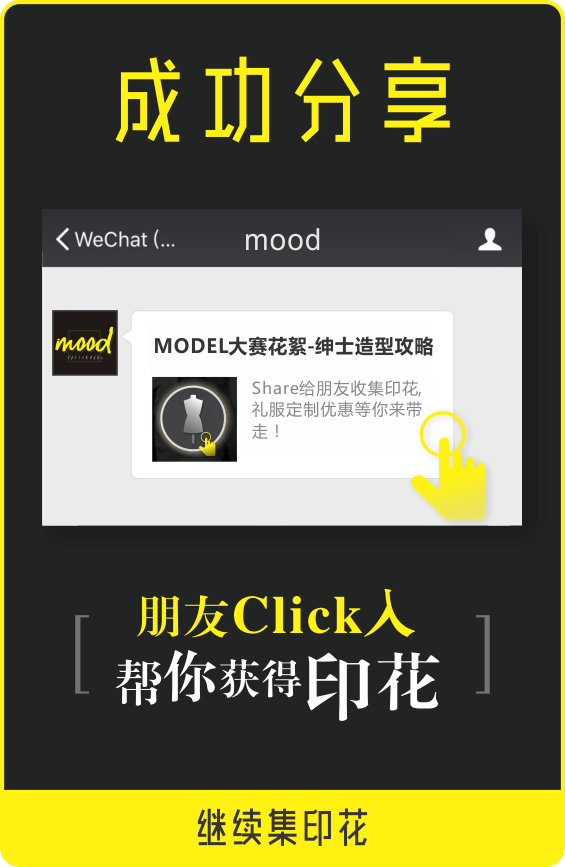 成功分享
WeChat (...
mood
mood
MODEL大赛花絮-绅士造型攻略
Share给朋友收集印花,
礼服定制优惠等你来带
走！
朋友Click入
帮你获得印花
继续集印花